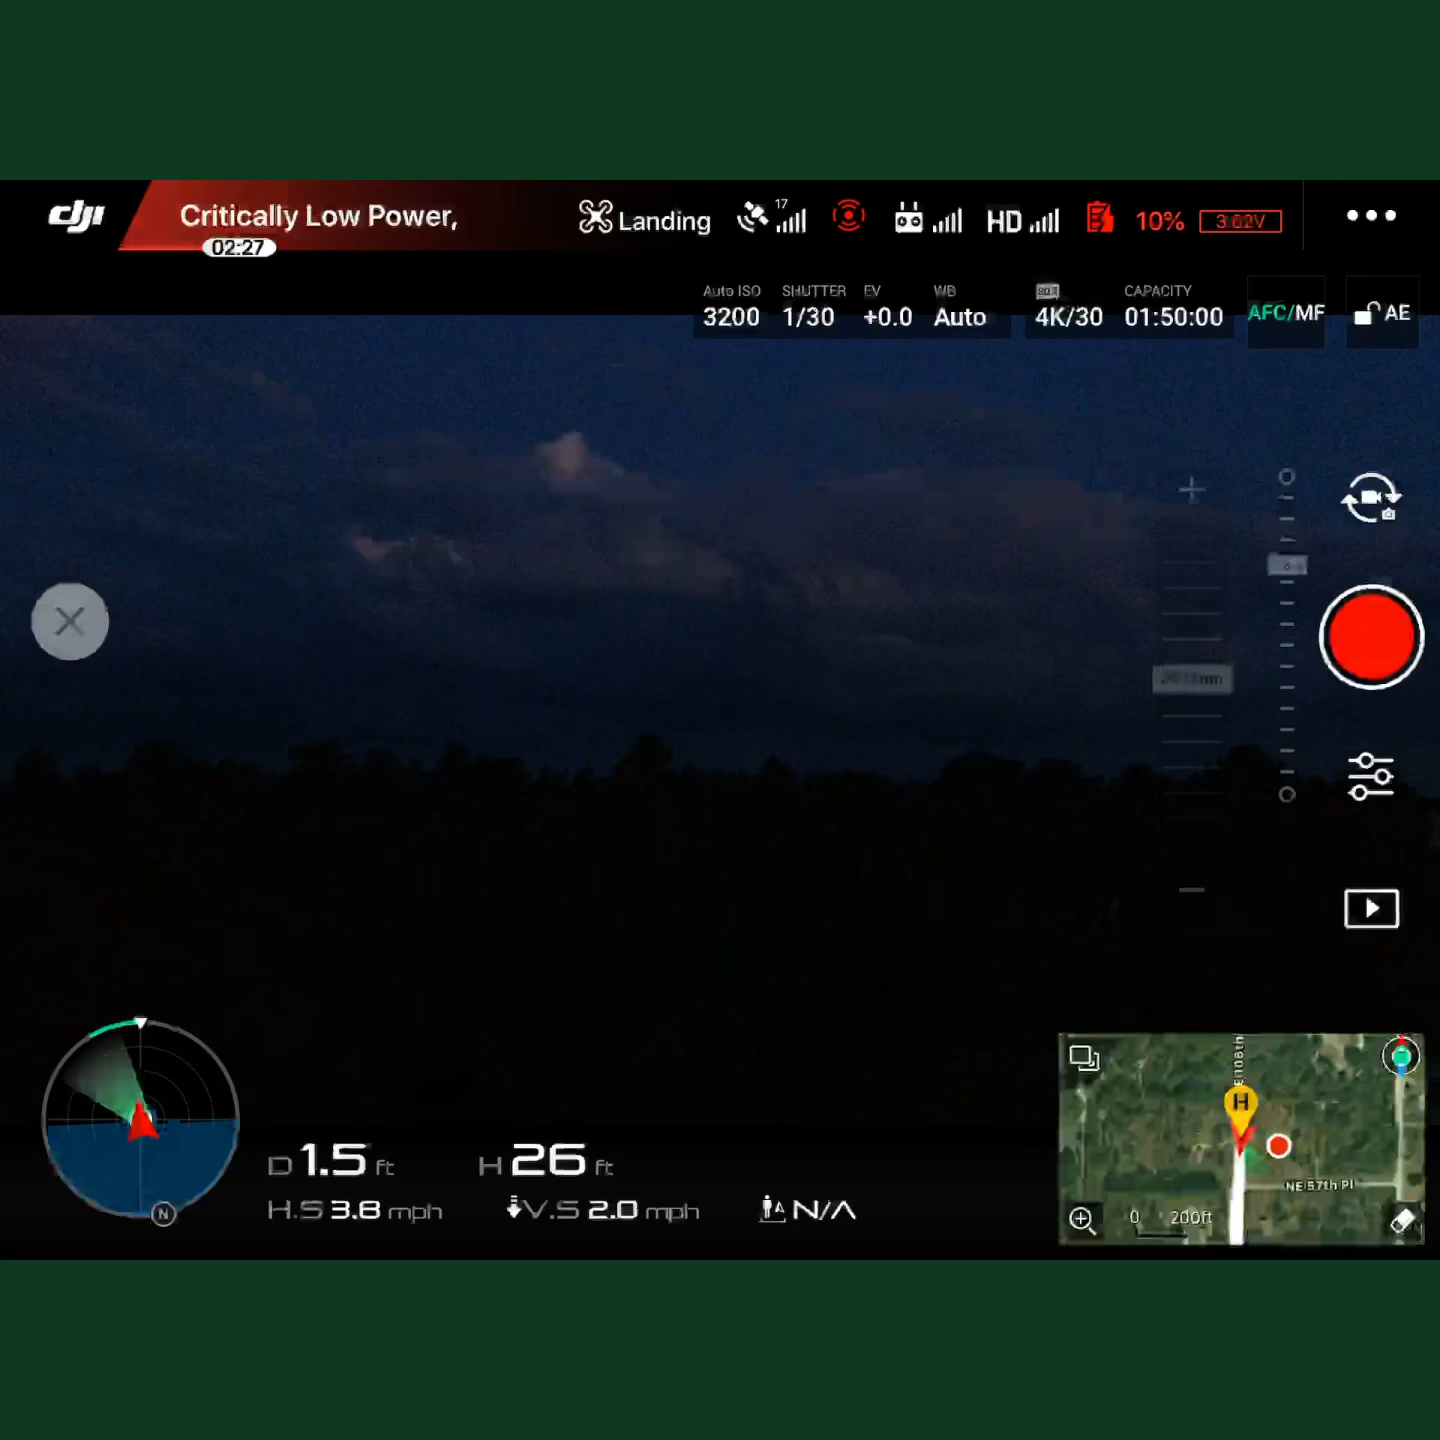 dji
Critically Low Power,
02:27
Landing
17
HD
10%
3.62V
Auto ISO
3200
SHUTTER
1/30
EV
+0.0
WB
Auto
4K/30
CAPACITY
01:50:00
AFC/MF
AE
D 1.5 ft
H 26 ft
H.S 3.8 mph
V.S 2.0 mph
N/A
N
H
NE 57th Pl
0 200ft